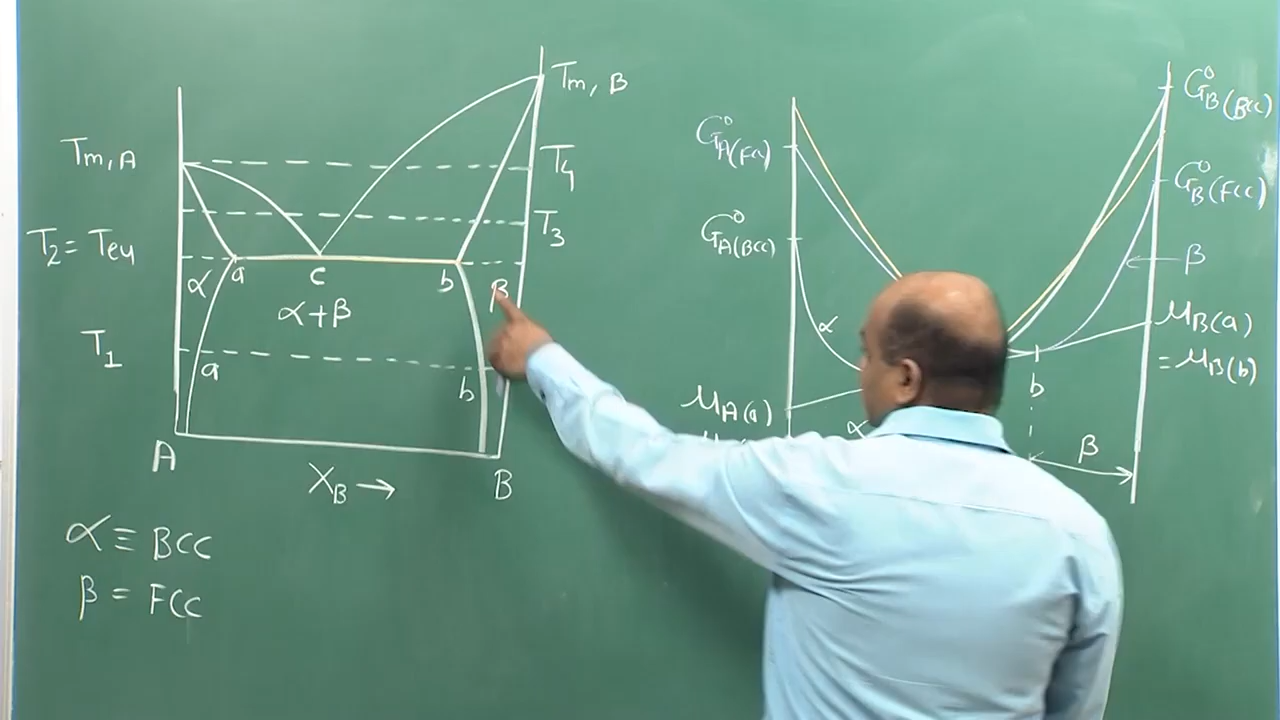 Tm, B
Tm, A
T4
T3
T2 = Teu
α a c b β
α+β
T1
a b
A
XB →
B
α ≡ BCC
β = FCC
G°B(BCC)
G°A(FCC)
G°B(FCC)
G°A(BCC)
β
α
μB(a)
= μB(b)
b
μA(a)
α
β